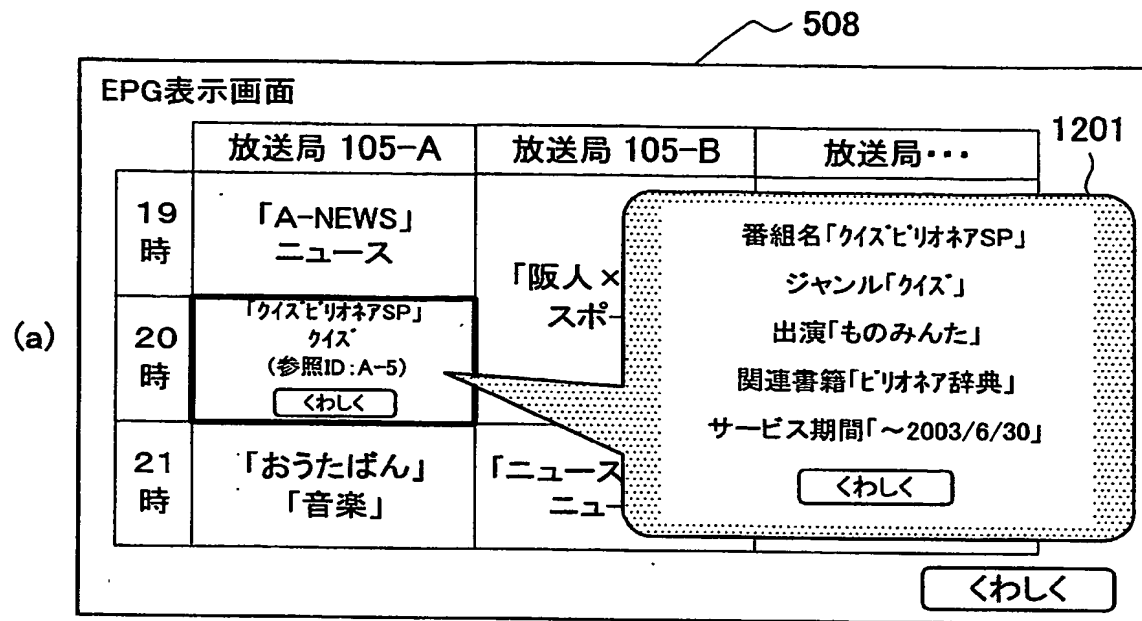 508
EPG表示画面
1201
放送局 105-A
放送局 105-B
放送局・・・
19時
「A-NEWS」
ニュース
「阪人×
スポー
(a)
20時
「クイズビリオネアSP」
クイズ
(参照ID:A-5)
くわしく
21時
「おうたばん」
「音楽」
「ニュース
ニュー
番組名「クイズビリオネアSP」
ジャンル「クイズ」
出演「ものみんた」
関連書籍「ビリオネア辞典」
サービス期間「～2003/6/30」
くわしく
くわしく